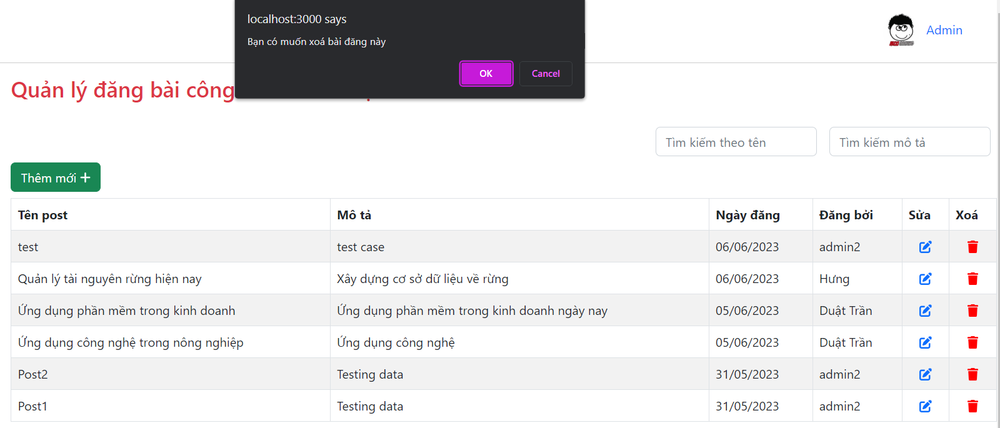 localhost:3000 says
Bạn có muốn xoá bài đăng này
OK
Cancel
Admin
Quản lý đăng bài công
Tìm kiếm theo tên
Tìm kiếm mô tả
Thêm mới +
Tên post Mô tả Ngày đăng Đăng bởi Sửa Xoá
test test case 06/06/2023 admin2
Quản lý tài nguyên rừng hiện nay Xây dựng cơ sở dữ liệu về rừng 06/06/2023 Hưng
Ứng dụng phần mềm trong kinh doanh Ứng dụng phần mềm trong kinh doanh ngày nay 05/06/2023 Duật Trần
Ứng dụng công nghệ trong nông nghiệp Ứng dụng công nghệ 05/06/2023 Duật Trần
Post2 Testing data 31/05/2023 admin2
Post1 Testing data 31/05/2023 admin2